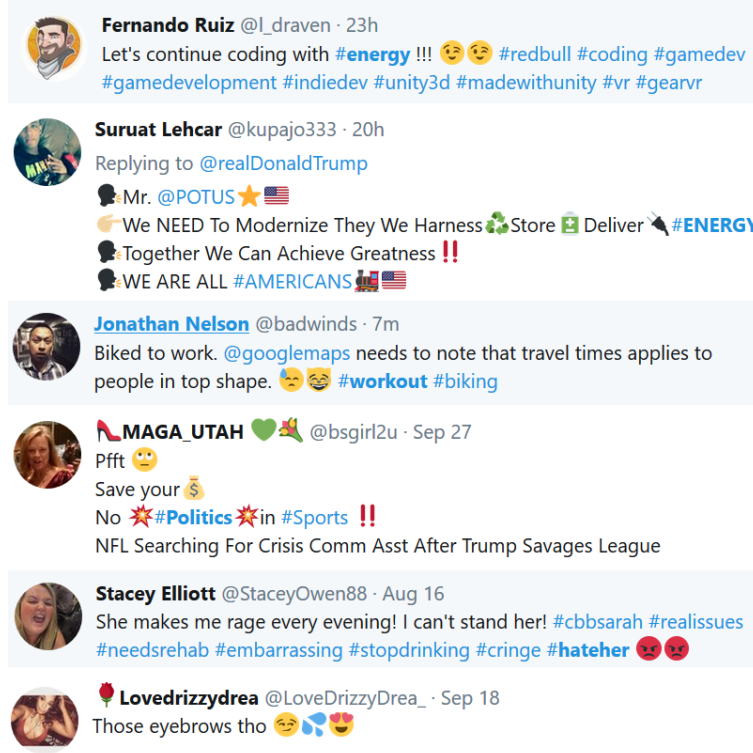 Fernando Ruiz @l_draven · 23h
Let's continue coding with #energy !!! 😉😉 #redbull #coding #gamedev
#gamedevelopment #indiedev #unity3d #madewithunity #vr #gearvr
Suruat Lehcar @kupajo333 · 20h
Replying to @realDonaldTrump
🗣Mr. @POTUS⭐🇺🇸
👉🏼We NEED To Modernize They We Harness♻Store🔋Deliver🔌#ENERGY
🗣Together We Can Achieve Greatness‼
🗣WE ARE ALL #AMERICANS🚂🇺🇸
Jonathan Nelson @badwinds · 7m
Biked to work. @googlemaps needs to note that travel times applies to
people in top shape. 😓😹 #workout #biking
👠MAGA_UTAH 💚💐 @bsgirl2u · Sep 27
Pfft 🙄
Save your💰
No 💥#Politics💥in #Sports ‼
NFL Searching For Crisis Comm Asst After Trump Savages League
Stacey Elliott @StaceyOwen88 · Aug 16
She makes me rage every evening! I can't stand her! #cbbsarah #realissues
#needsrehab #embarrassing #stopdrinking #cringe #hateher 😡😡
🌹Lovedrizzydrea @LoveDrizzyDrea_ · Sep 18
Those eyebrows tho 😏💦😍